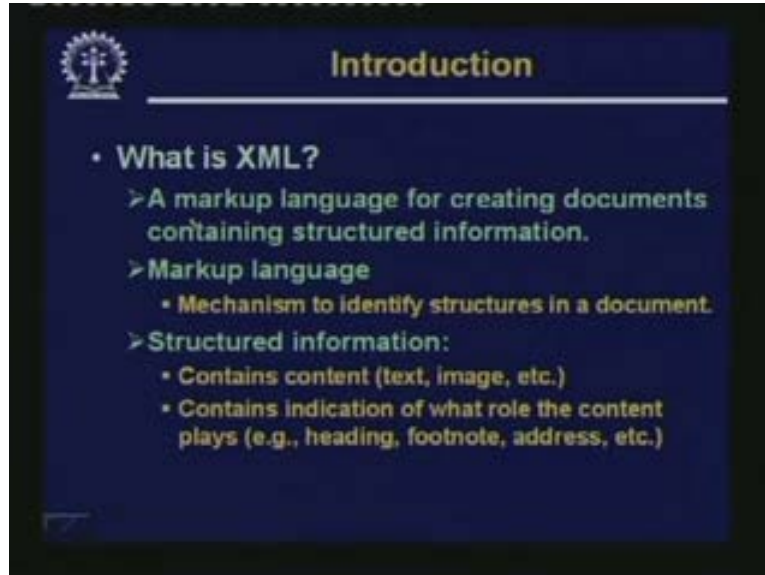 Introduction
• What is XML?
➢A markup language for creating documents
containing structured information.
➢Markup language
▪ Mechanism to identify structures in a document.
➢Structured information:
▪ Contains content (text, image, etc.)
▪ Contains indication of what role the content
plays (e.g., heading, footnote, address, etc.)